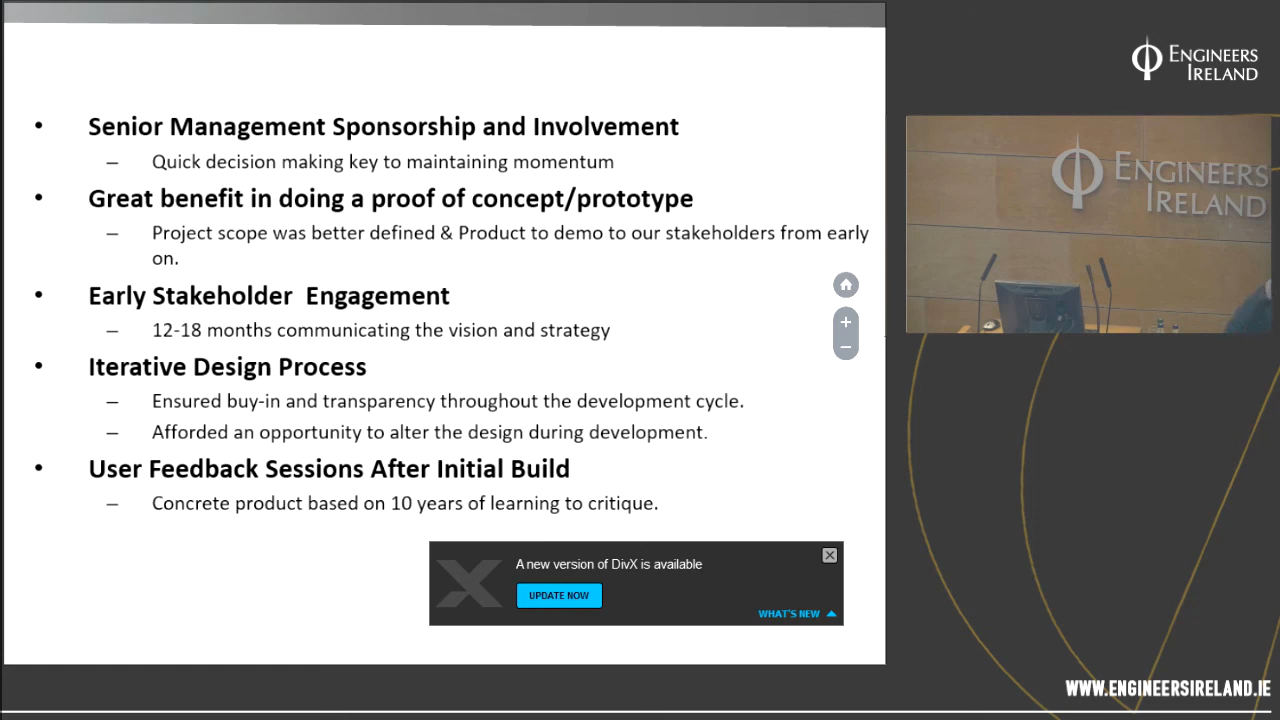 • Senior Management Sponsorship and Involvement
– Quick decision making key to maintaining momentum
• Great benefit in doing a proof of concept/prototype
– Project scope was better defined & Product to demo to our stakeholders from early
on.
• Early Stakeholder Engagement
– 12-18 months communicating the vision and strategy
• Iterative Design Process
– Ensured buy-in and transparency throughout the development cycle.
– Afforded an opportunity to alter the design during development.
• User Feedback Sessions After Initial Build
– Concrete product based on 10 years of learning to critique.
A new version of DivX is available
UPDATE NOW
WHAT'S NEW
ENGINEERS
IRELAND
ENGINEERS
IRELAND
WWW.ENGINEERSIRELAND.IE